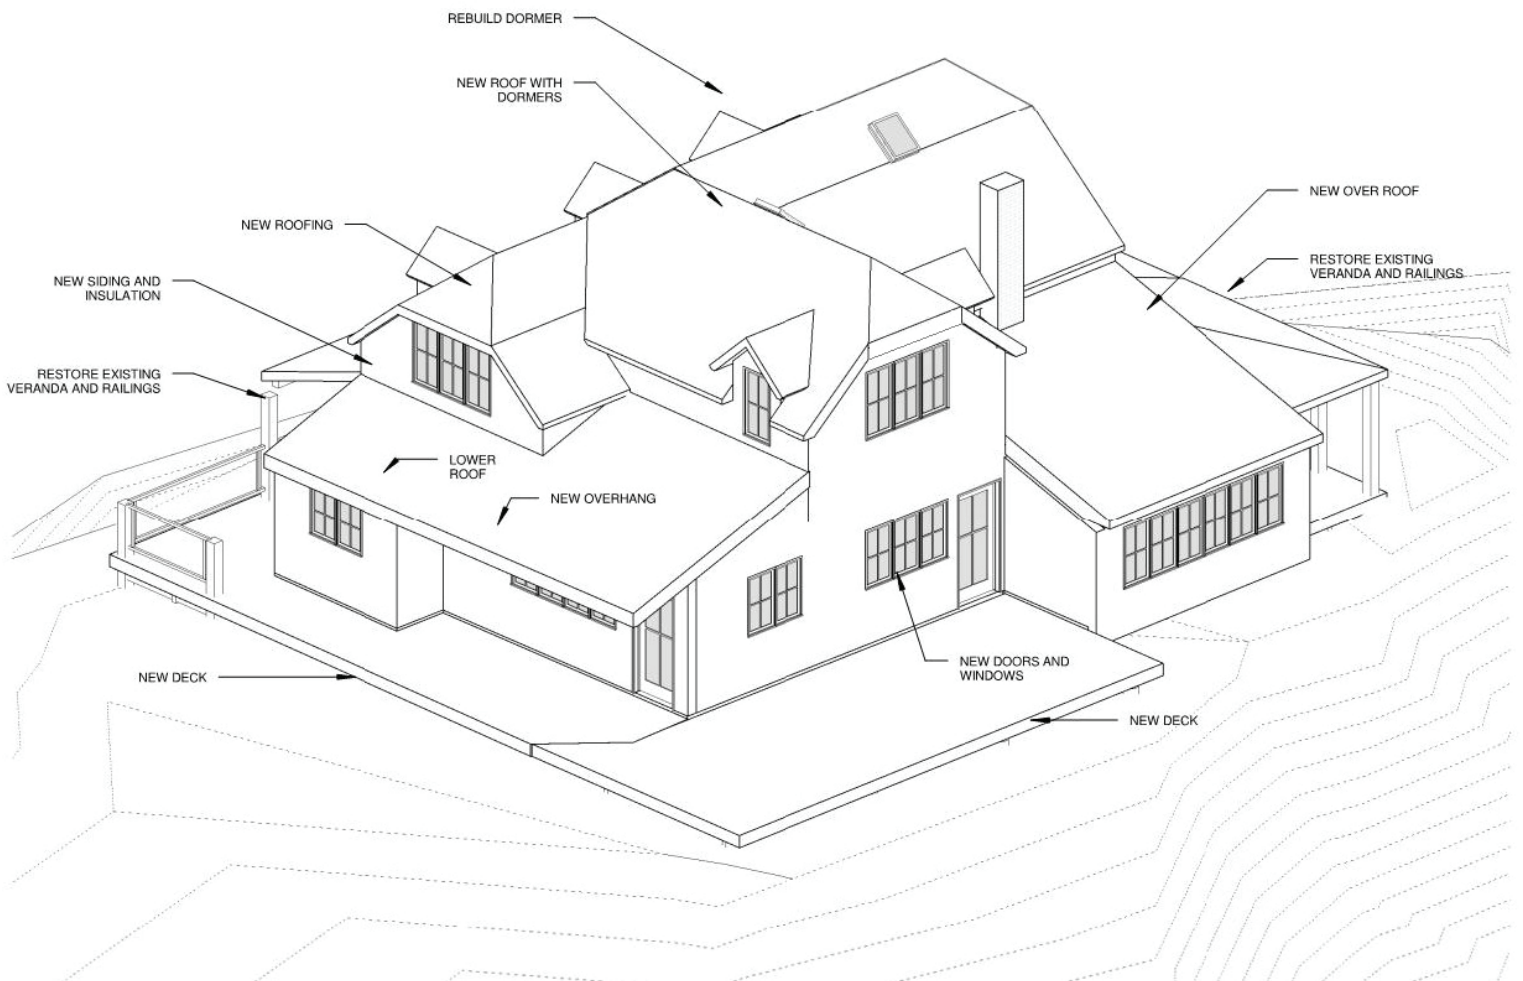 REBUILD DORMER
NEW ROOF WITH
DORMERS
NEW OVER ROOF
NEW ROOFING
RESTORE EXISTING
VERANDA AND RAILINGS
NEW SIDING AND
INSULATION
RESTORE EXISTING
VERANDA AND RAILINGS
LOWER
ROOF
NEW OVERHANG
NEW DOORS AND
WINDOWS
NEW DECK
NEW DECK